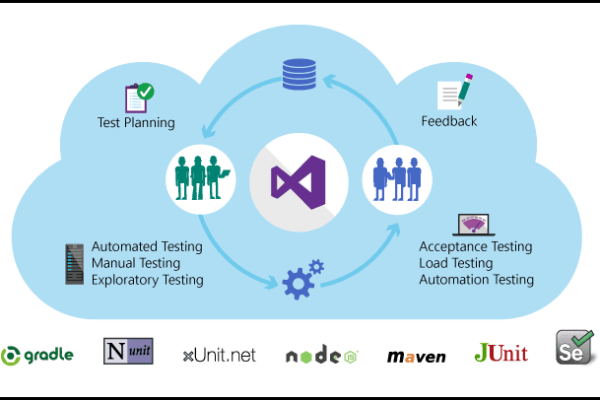 Test Planning
Feedback
Automated Testing
Manual Testing
Exploratory Testing
Acceptance Testing
Load Testing
Automation Testing
gradle
N unit
xUnit.net
node JS
maven
JUnit
Se